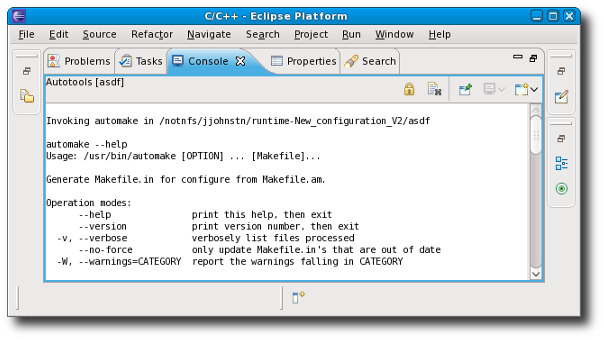 C/C++ - Eclipse Platform
File Edit Source Refactor Navigate Search Project Run Window Help
Problems Tasks Console Properties Search
Autotools [asdf]
Invoking automake in /notnfs/jjohnstn/runtime-New_configuration_V2/asdf
automake --help
Usage: /usr/bin/automake [OPTION] ... [Makefile]...
Generate Makefile.in for configure from Makefile.am.
Operation modes:
--help print this help, then exit
--version print version number, then exit
-v, --verbose verbosely list files processed
--no-force only update Makefile.in's that are out of date
-W, --warnings=CATEGORY report the warnings falling in CATEGORY